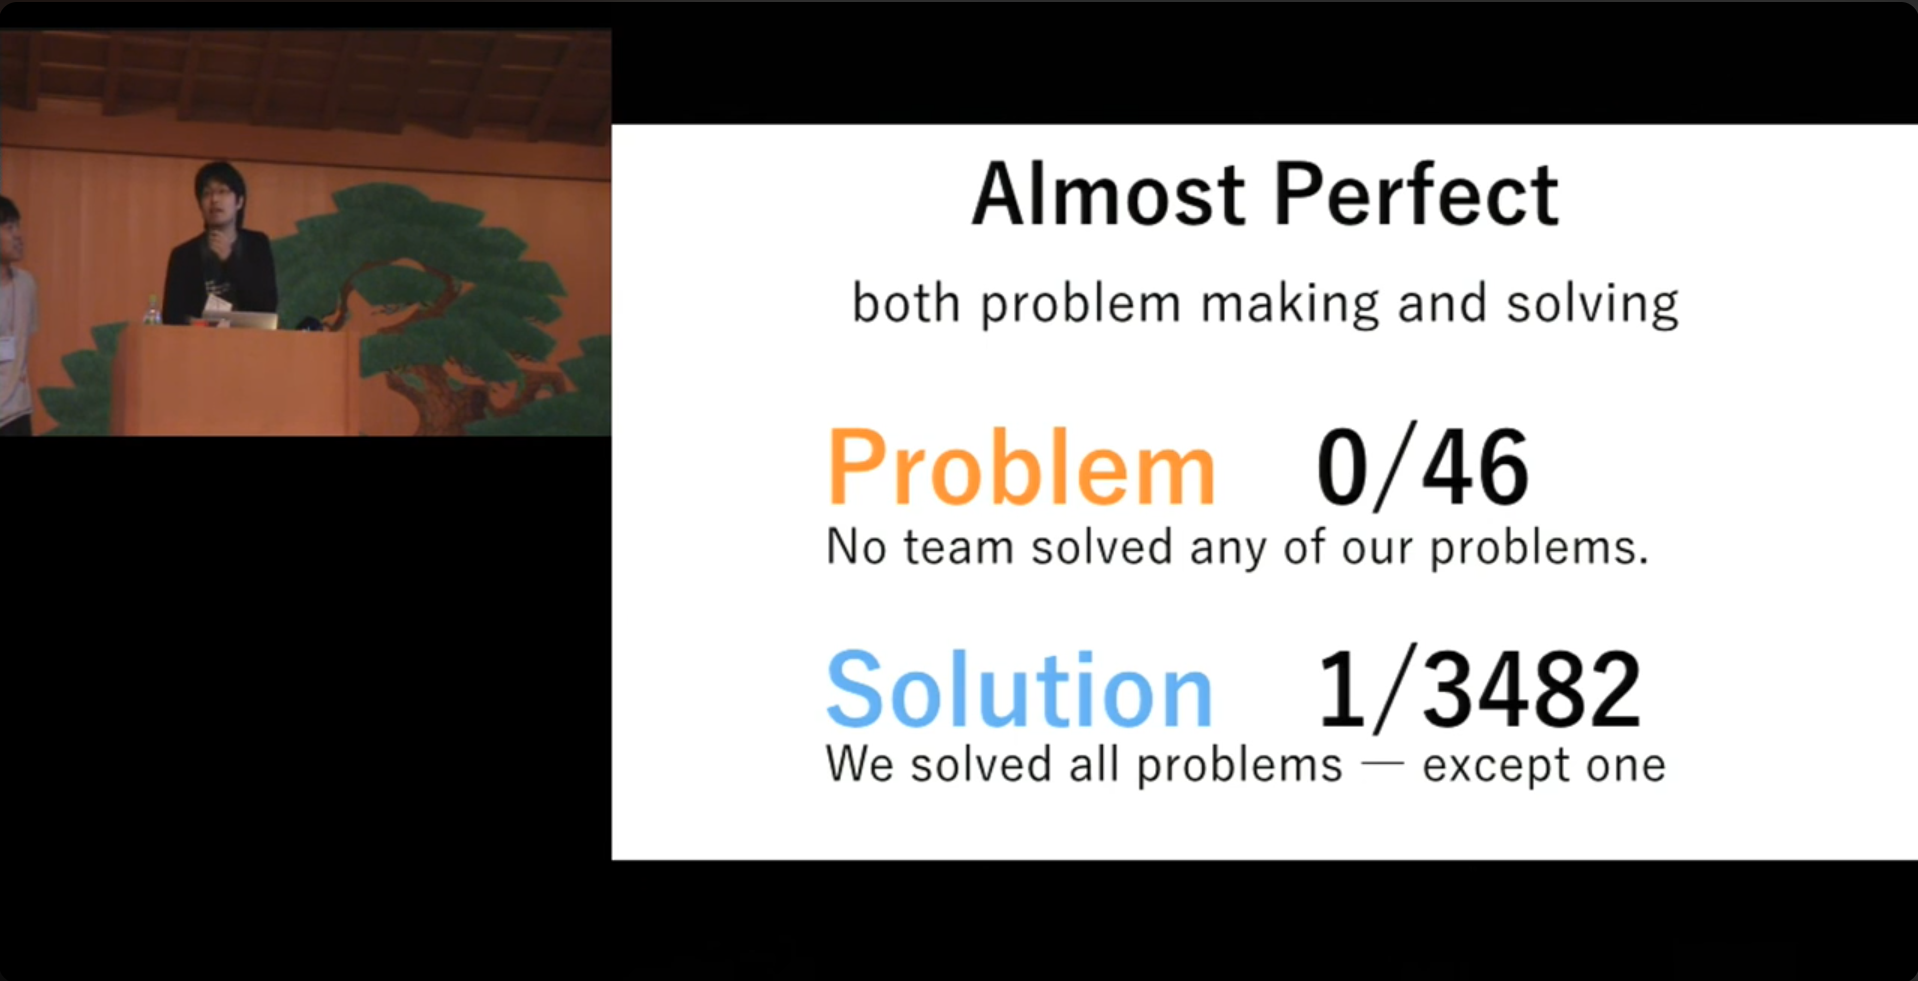 Almost Perfect
both problem making and solving
Problem 0/46
No team solved any of our problems.
Solution 1/3482
We solved all problems — except one